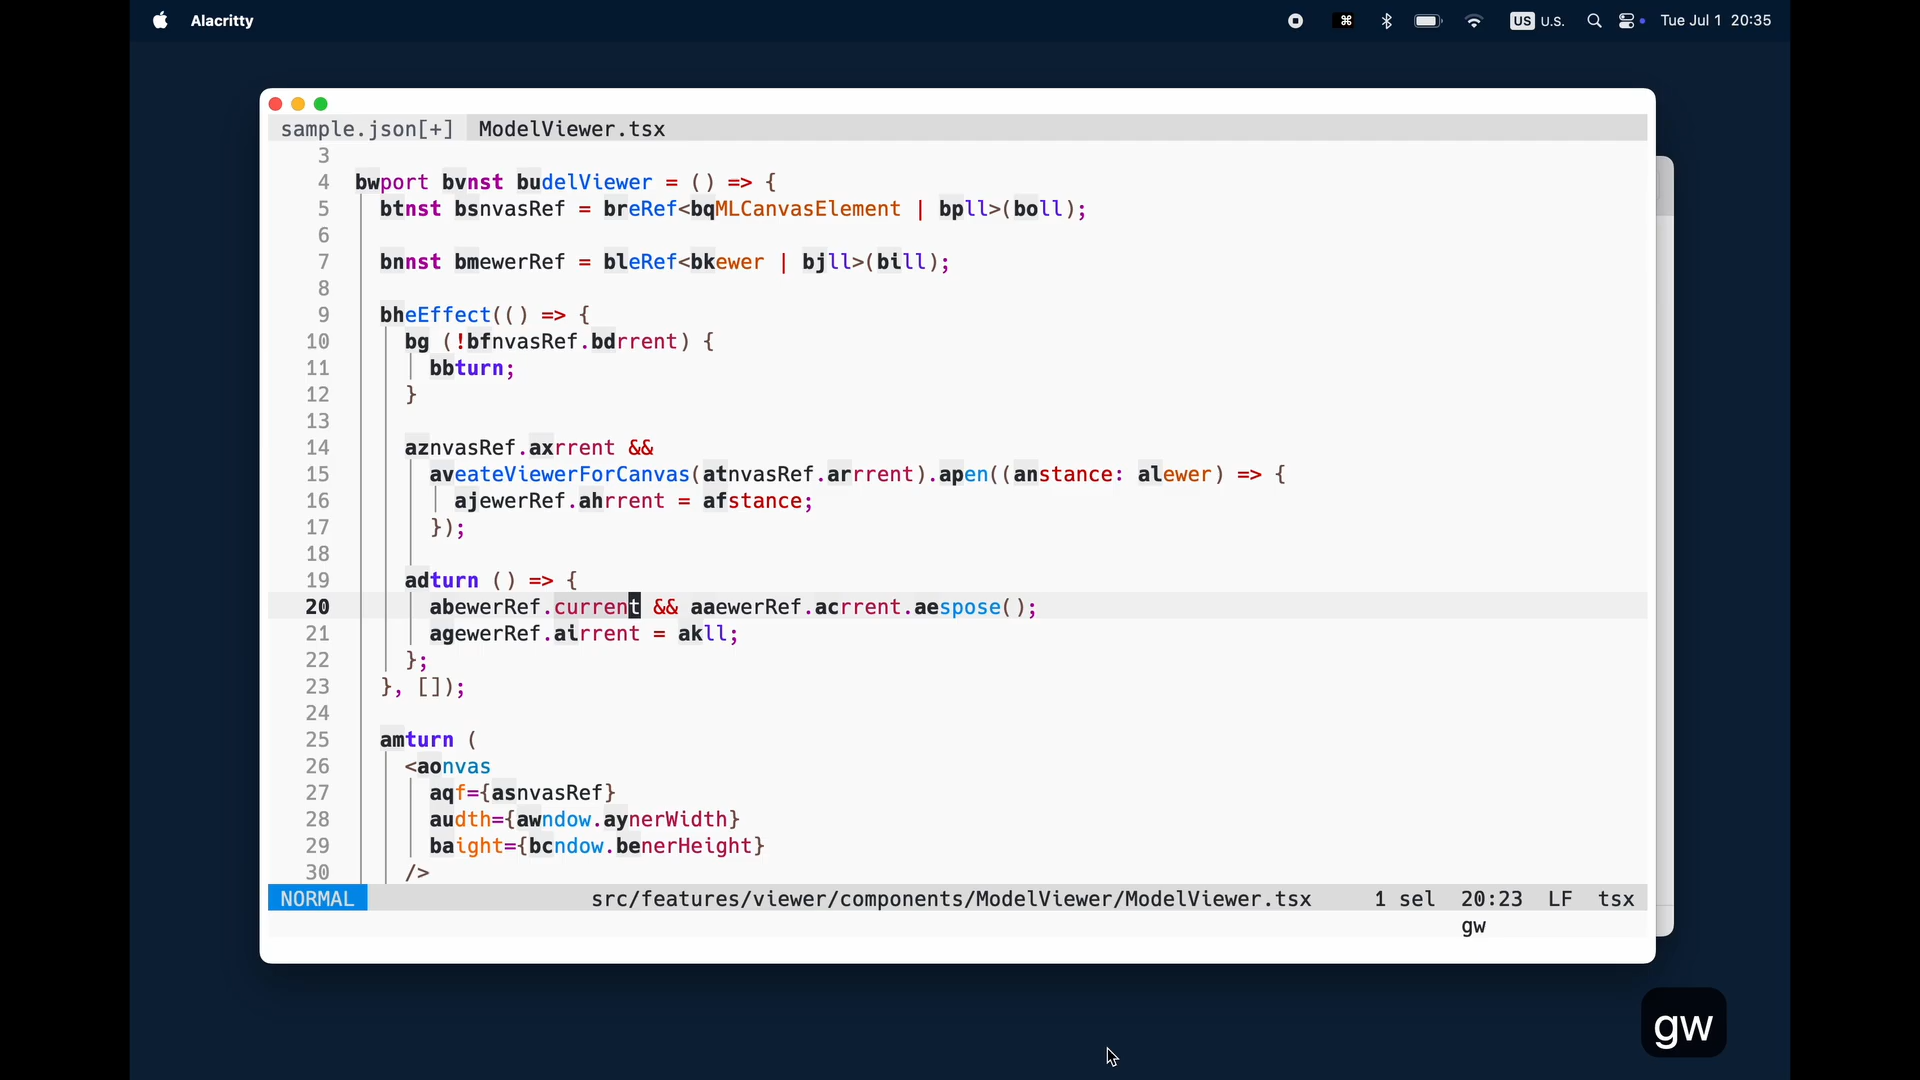 Alacritty ⌘ US U.S. Tue Jul 1 20:35
sample.json[+] ModelViewer.tsx
3
4 bwport bvnst budelViewer = () => {
5 btnst bsnvasRef = breRef<bqMLCanvasElement | bpll>(boll);
6
7 bnnst bmewerRef = bleRef<bkewer | bjll>(bill);
8
9 bheEffect(() => {
10 bg (!bfnvasRef.bdrrent) {
11 bbturn;
12 }
13
14 aznvasRef.axrrent &&
15 aveateViewerForCanvas(atnvasRef.arrrent).apen((anstance: alewer) => {
16 ajewerRef.ahrrent = afstance;
17 });
18
19 adturn () => {
20 abewerRef.current && aaewerRef.acrrent.aespose();
21 agewerRef.airrent = akll;
22 };
23 }, []);
24
25 amturn (
26 <aonvas
27 aqf={asnvasRef}
28 audth={awndow.aynerWidth}
29 baight={bcndow.benerHeight}
30 />
NORMAL src/features/viewer/components/ModelViewer/ModelViewer.tsx 1 sel 20:23 LF tsx
gw
gw